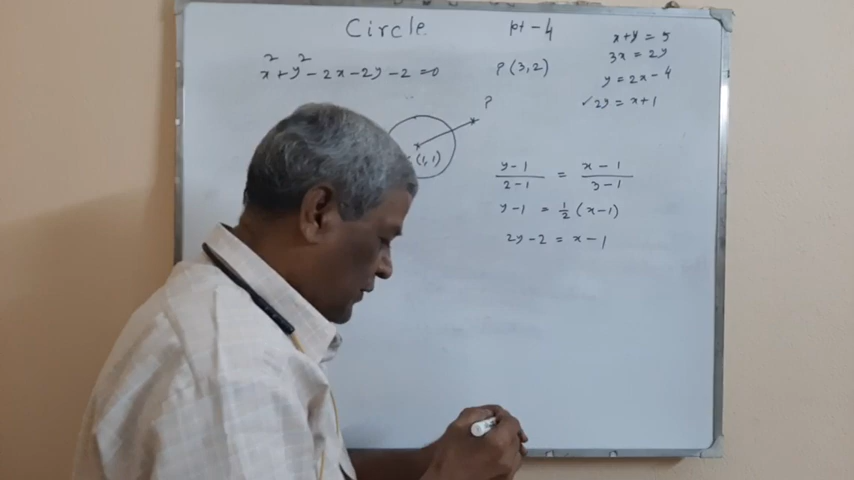 Circle pt-4
x²+y²-2x-2y-2=0
P(3,2)
x+y=5
3x=2y
y=2x-4
✓2y=x+1
P
(1,1)
y-1/2-1 = x-1/3-1
y-1 = 1/2(x-1)
2y-2 = x-1